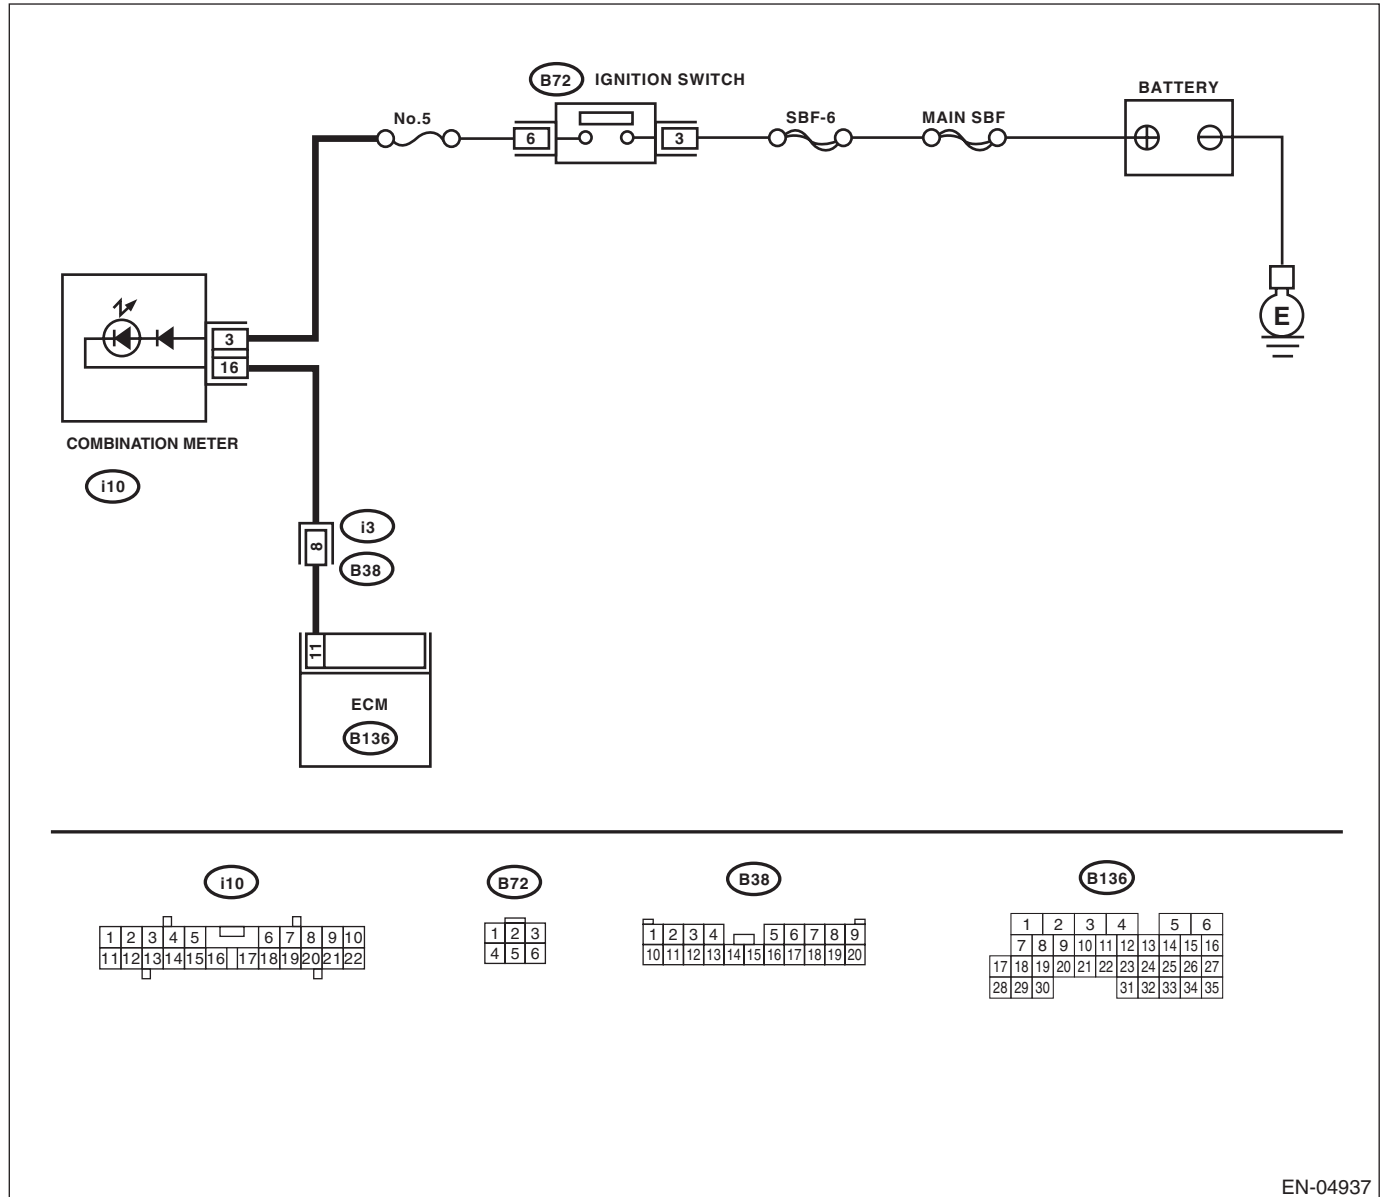 B72 IGNITION SWITCH
BATTERY
No.5
SBF-6
MAIN SBF
6
3
E
3
16
COMBINATION METER
i10
i3
8
B38
11
ECM
B136
i10
B72
B38
B136
1 2 3 4 5 6 7 8 9 10
11 12 13 14 15 16 17 18 19 20 21 22
1 2 3
4 5 6
1 2 3 4 5 6 7 8 9
10 11 12 13 14 15 16 17 18 19 20
1 2 3 4 5 6
7 8 9 10 11 12 13 14 15 16
17 18 19 20 21 22 23 24 25 26 27
28 29 30 31 32 33 34 35
EN-04937